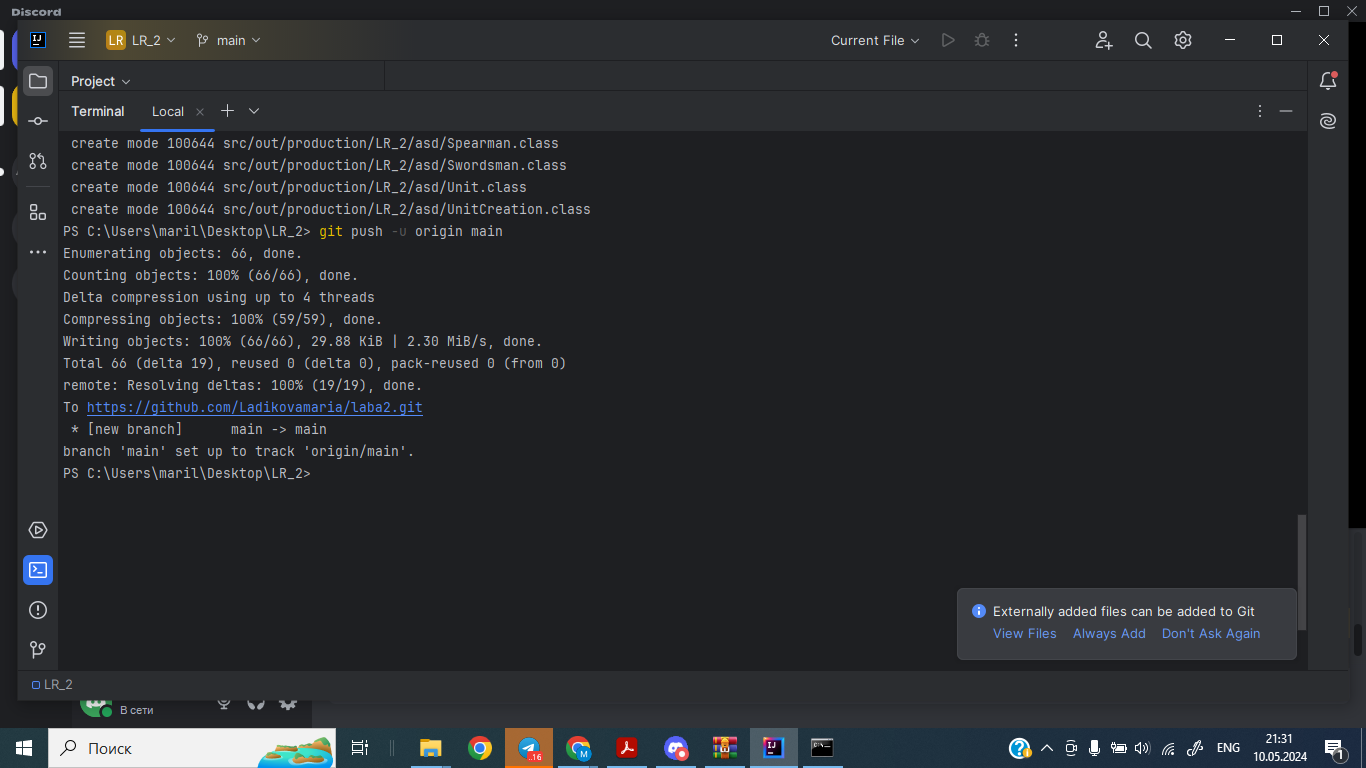 Discord
LR LR_2 main Current File
Project
Terminal Local
create mode 100644 src/out/production/LR_2/asd/Spearman.class
create mode 100644 src/out/production/LR_2/asd/Swordsman.class
create mode 100644 src/out/production/LR_2/asd/Unit.class
create mode 100644 src/out/production/LR_2/asd/UnitCreation.class
PS C:\Users\maril\Desktop\LR_2> git push -u origin main
Enumerating objects: 66, done.
Counting objects: 100% (66/66), done.
Delta compression using up to 4 threads
Compressing objects: 100% (59/59), done.
Writing objects: 100% (66/66), 29.88 KiB | 2.30 MiB/s, done.
Total 66 (delta 19), reused 0 (delta 0), pack-reused 0 (from 0)
remote: Resolving deltas: 100% (19/19), done.
To https://github.com/Ladikovamaria/laba2.git
* [new branch] main -> main
branch 'main' set up to track 'origin/main'.
PS C:\Users\maril\Desktop\LR_2>
Externally added files can be added to Git
View Files Always Add Don't Ask Again
LR_2
В сети
Поиск
ENG
21:31
10.05.2024